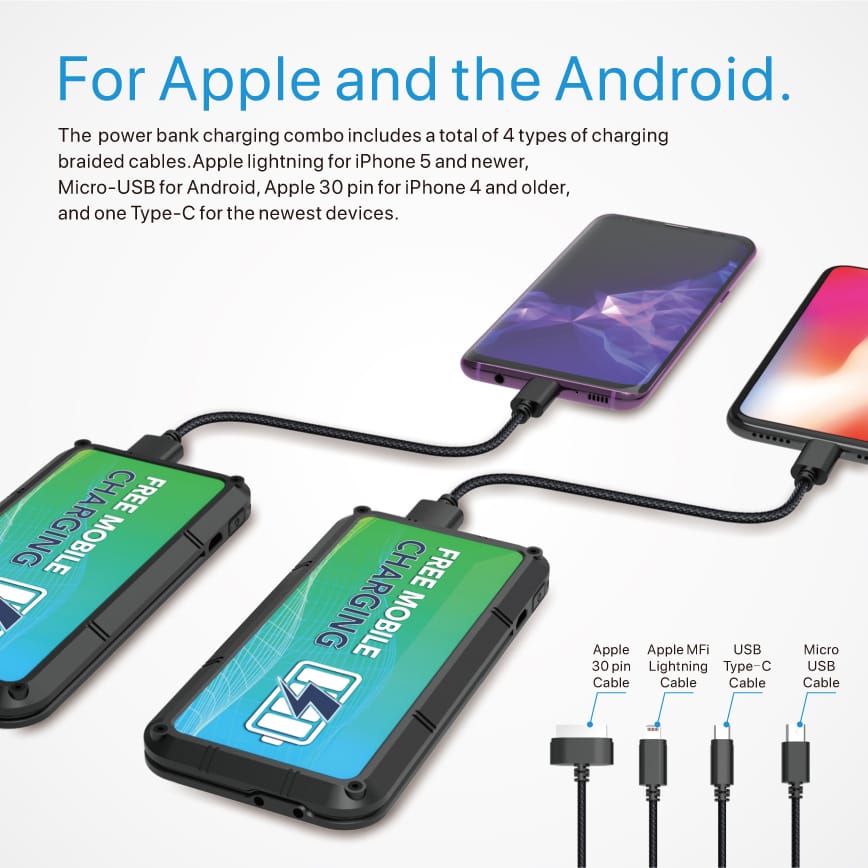 For Apple and the Android.
The power bank charging combo includes a total of 4 types of charging
braided cables.Apple lightning for iPhone 5 and newer,
Micro-USB for Android, Apple 30 pin for iPhone 4 and older,
and one Type-C for the newest devices.
FREE MOBILE
CHARGING
FREE MOBILE
CHARGING
Apple
30 pin
Cable
Apple MFi
Lightning
Cable
USB
Type-C
Cable
Micro
USB
Cable